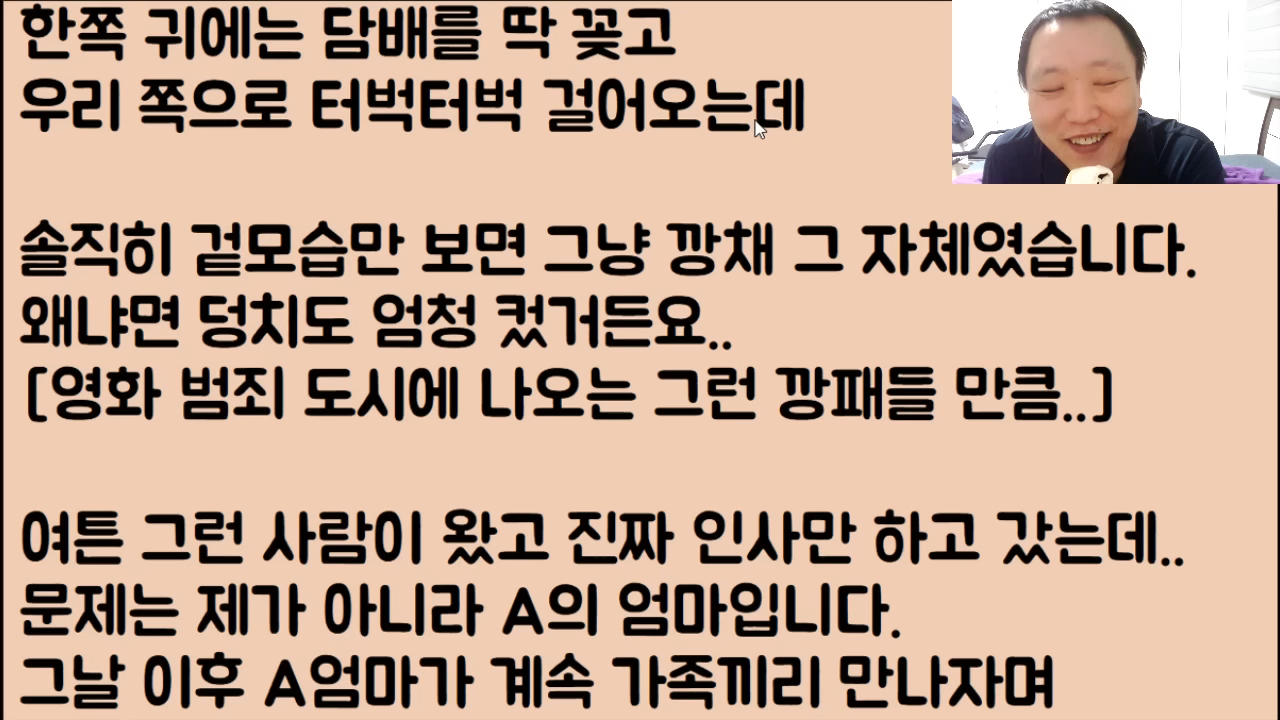 한쪽 귀에는 담배를 딱 꽂고
우리 쪽으로 터벅터벅 걸어오는데
솔직히 겉모습만 보면 그냥 깡채 그 자체였습니다.
왜냐면 덩치도 엄청 컸거든요..
[영화 범죄 도시에 나오는 그런 깡패들 만큼..]
여튼 그런 사람이 왔고 진짜 인사만 하고 갔는데..
문제는 제가 아니라 A의 엄마입니다.
그날 이후 A엄마가 계속 가족끼리 만나자며